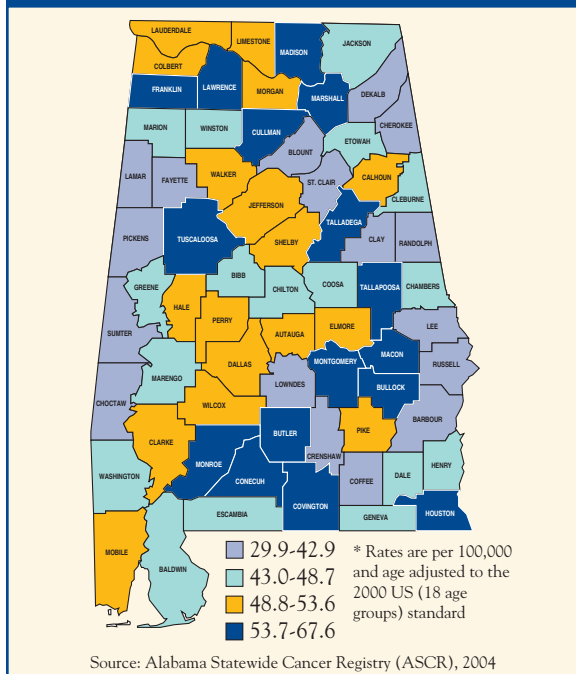 LAUDERDALE
LIMESTONE
MADISON
JACKSON
COLBERT
FRANKLIN
LAWRENCE
MORGAN
MARSHALL
DEKALB
CHEROKEE
MARION
WINSTON
CULLMAN
BLOUNT
ETOWAH
LAMAR
FAYETTE
WALKER
ST. CLAIR
CALHOUN
CLEBURNE
JEFFERSON
PICKENS
TUSCALOOSA
SHELBY
TALLADEGA
CLAY
RANDOLPH
GREENE
BIBB
CHILTON
COOSA
TALLAPOOSA
CHAMBERS
HALE
PERRY
AUTAUGA
ELMORE
LEE
SUMTER
MONTGOMERY
MACON
RUSSELL
MARENGO
DALLAS
LOWNDES
BULLOCK
CHOCTAW
WILCOX
BARBOUR
CLARKE
BUTLER
PIKE
CRENSHAW
WASHINGTON
MONROE
CONECUH
COFFEE
DALE
HENRY
COVINGTON
ESCAMBIA
GENEVA
HOUSTON
MOBILE
BALDWIN
29.9-42.9
43.0-48.7
48.8-53.6
53.7-67.6
* Rates are per 100,000
and age adjusted to the
2000 US (18 age
groups) standard
Source: Alabama Statewide Cancer Registry (ASCR), 2004